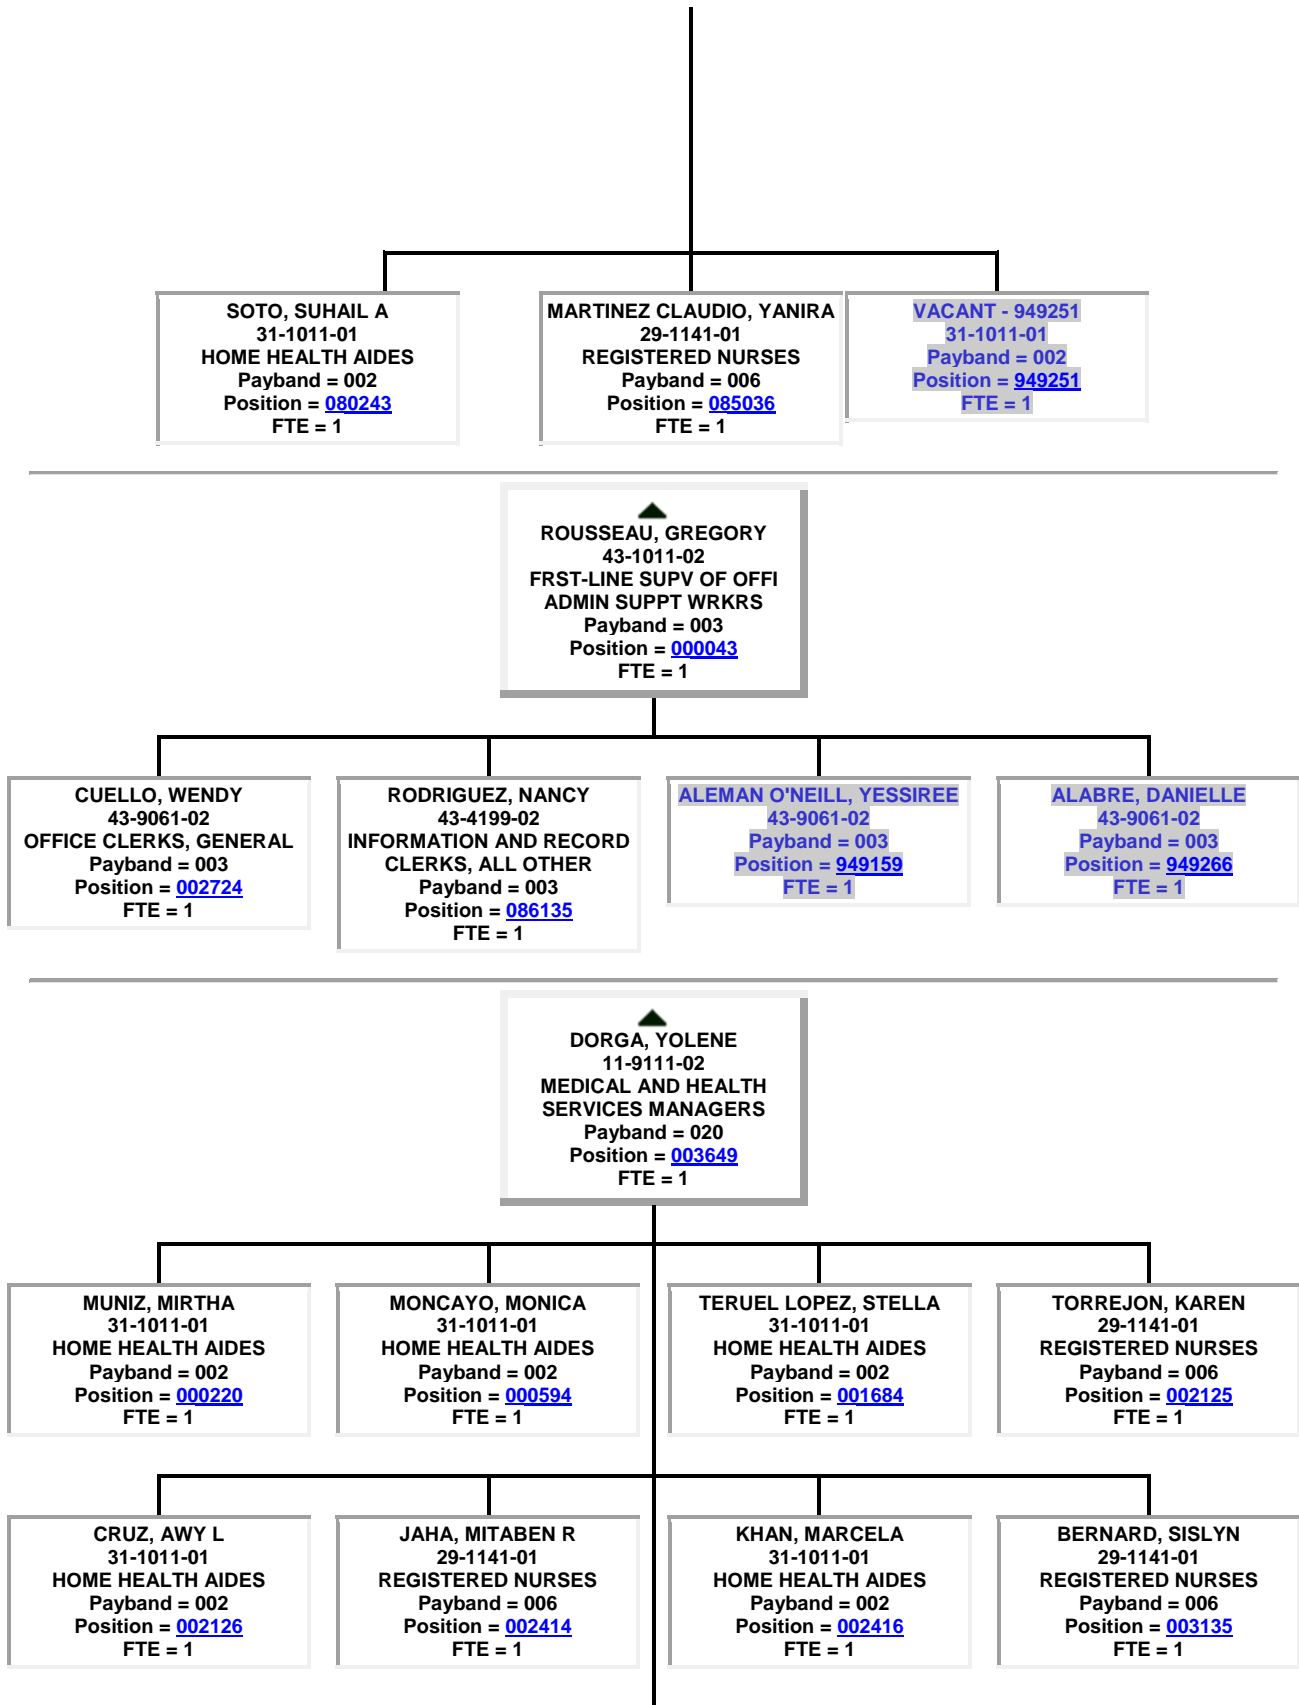 SOTO, SUHAIL A
31-1011-01
HOME HEALTH AIDES
Payband = 002
Position = 080243
FTE = 1
MARTINEZ CLAUDIO, YANIRA
29-1141-01
REGISTERED NURSES
Payband = 006
Position = 085036
FTE = 1
VACANT - 949251
31-1011-01
Payband = 002
Position = 949251
FTE = 1
ROUSSEAU, GREGORY
43-1011-02
FRST-LINE SUPV OF OFFI
ADMIN SUPPT WRKRS
Payband = 003
Position = 000043
FTE = 1
CUELLO, WENDY
43-9061-02
OFFICE CLERKS, GENERAL
Payband = 003
Position = 002724
FTE = 1
RODRIGUEZ, NANCY
43-4199-02
INFORMATION AND RECORD
CLERKS, ALL OTHER
Payband = 003
Position = 086135
FTE = 1
ALEMAN O'NEILL, YESSIREE
43-9061-02
Payband = 003
Position = 949159
FTE = 1
ALABRE, DANIELLE
43-9061-02
Payband = 003
Position = 949266
FTE = 1
DORGA, YOLENE
11-9111-02
MEDICAL AND HEALTH
SERVICES MANAGERS
Payband = 020
Position = 003649
FTE = 1
MUNIZ, MIRTHA
31-1011-01
HOME HEALTH AIDES
Payband = 002
Position = 000220
FTE = 1
MONCAYO, MONICA
31-1011-01
HOME HEALTH AIDES
Payband = 002
Position = 000594
FTE = 1
TERUEL LOPEZ, STELLA
31-1011-01
HOME HEALTH AIDES
Payband = 002
Position = 001684
FTE = 1
TORREJON, KAREN
29-1141-01
REGISTERED NURSES
Payband = 006
Position = 002125
FTE = 1
CRUZ, AWY L
31-1011-01
HOME HEALTH AIDES
Payband = 002
Position = 002126
FTE = 1
JAHA, MITABEN R
29-1141-01
REGISTERED NURSES
Payband = 006
Position = 002414
FTE = 1
KHAN, MARCELA
31-1011-01
HOME HEALTH AIDES
Payband = 002
Position = 002416
FTE = 1
BERNARD, SISLYN
29-1141-01
REGISTERED NURSES
Payband = 006
Position = 003135
FTE = 1